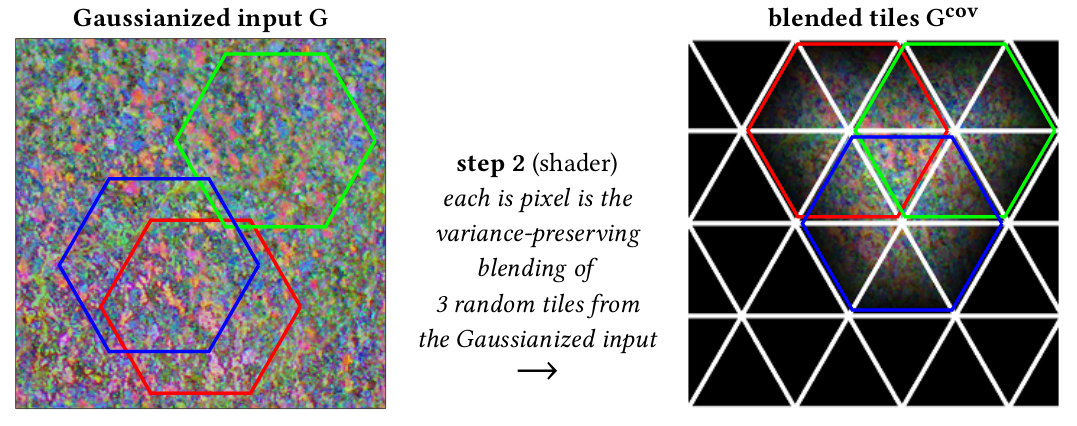 Gaussianized input G
step 2 (shader)
each is pixel is the
variance-preserving
blending of
3 random tiles from
the Gaussianized input
→
blended tiles G^cov